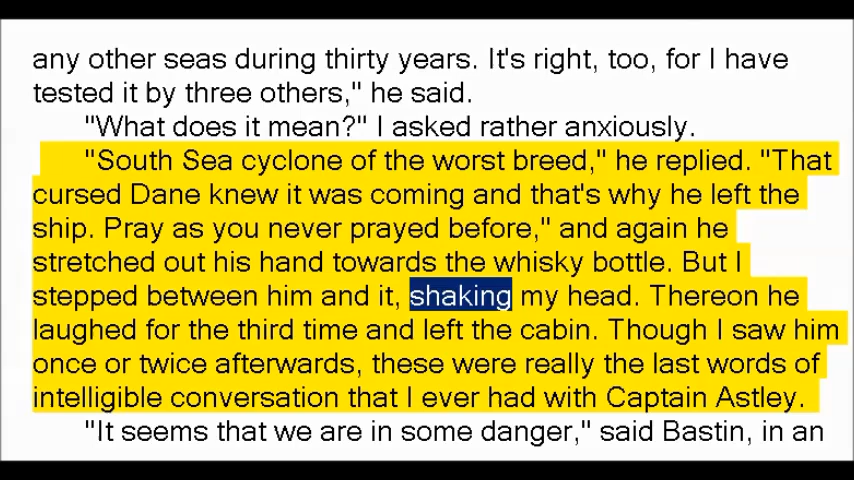 any other seas during thirty years. It's right, too, for I have
tested it by three others," he said.
"What does it mean?" I asked rather anxiously.
"South Sea cyclone of the worst breed," he replied. "That
cursed Dane knew it was coming and that's why he left the
ship. Pray as you never prayed before," and again he
stretched out his hand towards the whisky bottle. But I
stepped between him and it, shaking my head. Thereon he
laughed for the third time and left the cabin. Though I saw him
once or twice afterwards, these were really the last words of
intelligible conversation that I ever had with Captain Astley.
"It seems that we are in some danger," said Bastin, in an